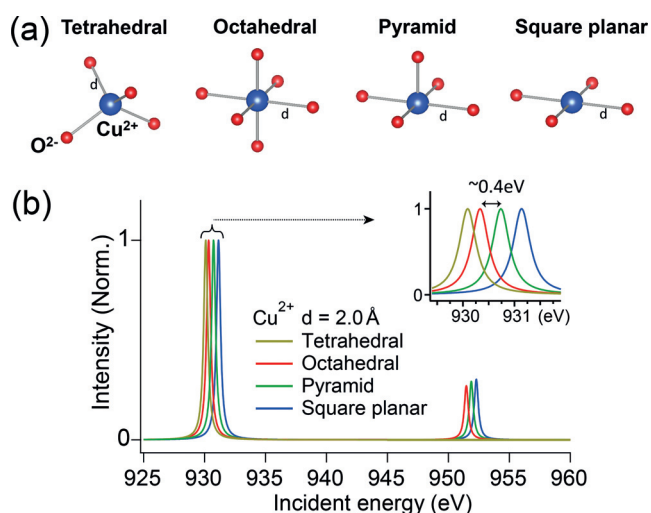 (a)
Tetrahedral Octahedral Pyramid Square planar
d
d
d
d
Cu²⁺
O²⁻
(b)
~0.4eV
1
0
930 931 (eV)
Intensity (Norm.)
1
0
Cu²⁺ d = 2.0 Å
Tetrahedral
Octahedral
Pyramid
Square planar
925 930 935 940 945 950 955 960
Incident energy (eV)